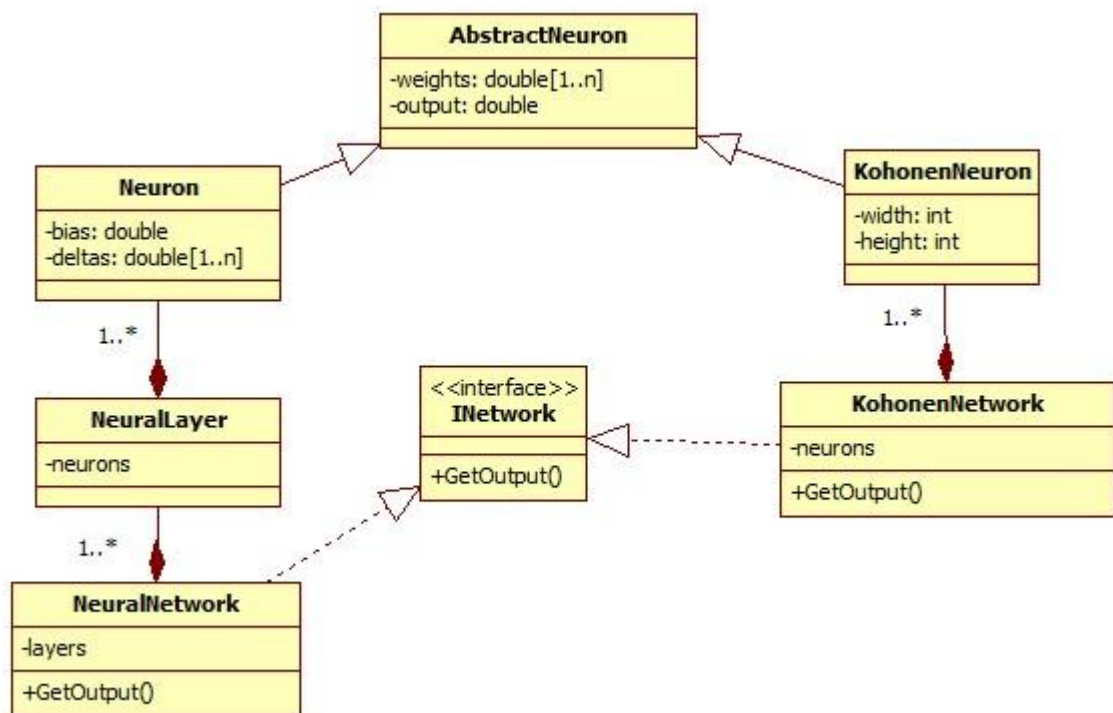 AbstractNeuron
-weights: double[1..n]
-output: double
Neuron
-bias: double
-deltas: double[1..n]
KohonenNeuron
-width: int
-height: int
1..*
1..*
<<interface>>
INetwork
+GetOutput()
NeuralLayer
-neurons
KohonenNetwork
-neurons
+GetOutput()
1..*
NeuralNetwork
-layers
+GetOutput()